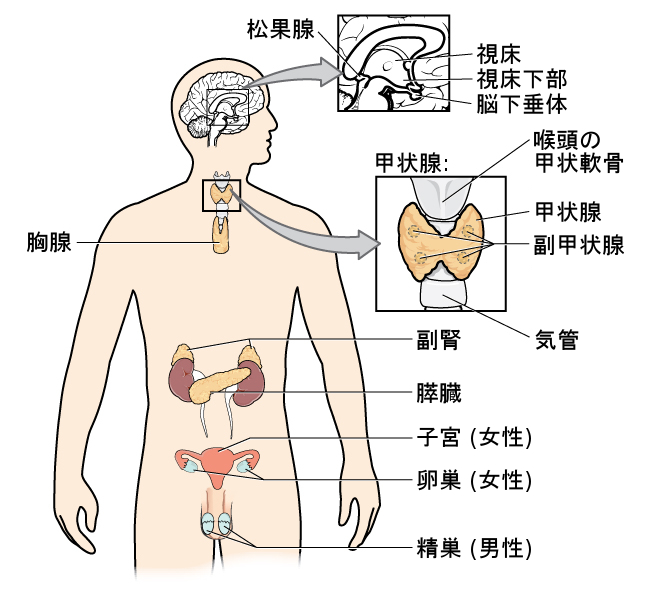 松果腺
視床
視床下部
脳下垂体
甲状腺:
喉頭の
甲状軟骨
甲状腺
副甲状腺
胸腺
気管
副腎
膵臓
子宮 (女性)
卵巣 (女性)
精巣 (男性)